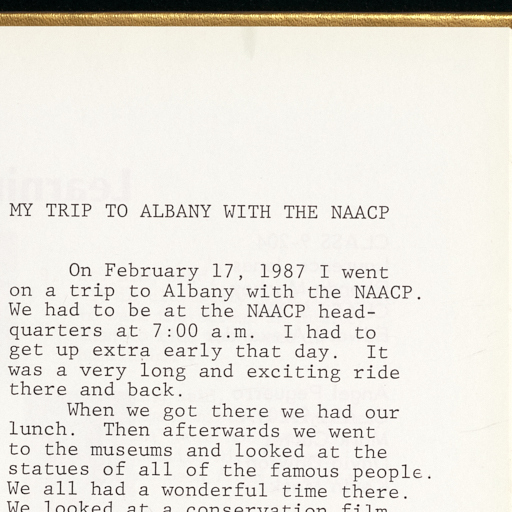 MY TRIP TO ALBANY WITH THE NAACP
On February 17, 1987 I went
on a trip to Albany with the NAACP.
We had to be at the NAACP head-
quarters at 7:00 a.m. I had to
get up extra early that day. It
was a very long and exciting ride
there and back.
When we got there we had our
lunch. Then afterwards we went
to the museums and looked at the
statues of all of the famous people.
We all had a wonderful time there.
We looked at a conservation film